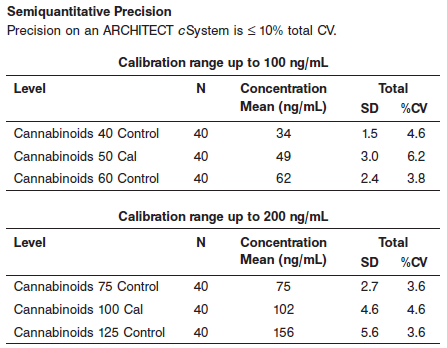 Semiquantitative Precision
Precision on an ARCHITECT cSystem is ≤ 10% total CV.
Calibration range up to 100 ng/mL
Level N Concentration Total
Mean (ng/mL) SD %CV
Cannabinoids 40 Control 40 34 1.5 4.6
Cannabinoids 50 Cal 40 49 3.0 6.2
Cannabinoids 60 Control 40 62 2.4 3.8
Calibration range up to 200 ng/mL
Level N Concentration Total
Mean (ng/mL) SD %CV
Cannabinoids 75 Control 40 75 2.7 3.6
Cannabinoids 100 Cal 40 102 4.6 4.6
Cannabinoids 125 Control 40 156 5.6 3.6